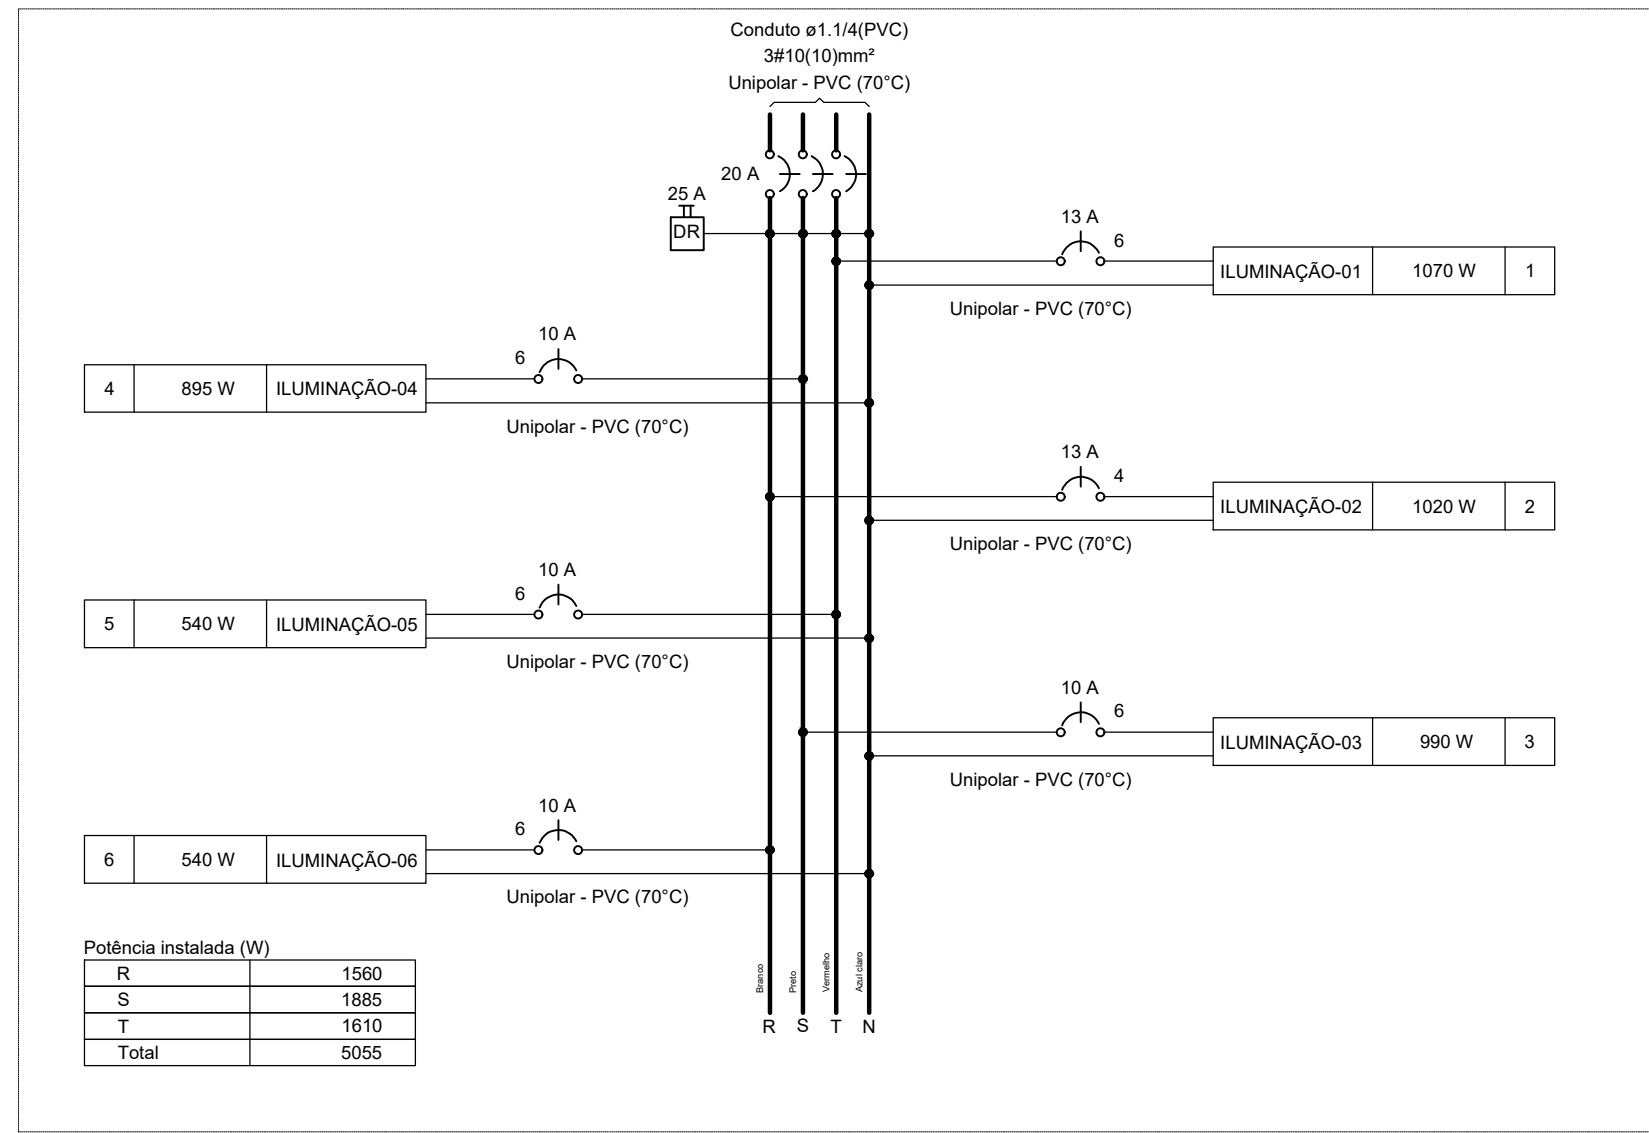 Conduto ø1.1/4(PVC)
3#10(10)mm²
Unipolar - PVC (70°C)
20 A
25 A
DR
13 A
6
ILUMINAÇÃO-01 1070 W 1
Unipolar - PVC (70°C)
10 A
6
4 895 W ILUMINAÇÃO-04
Unipolar - PVC (70°C)
13 A
4
ILUMINAÇÃO-02 1020 W 2
Unipolar - PVC (70°C)
10 A
6
5 540 W ILUMINAÇÃO-05
Unipolar - PVC (70°C)
10 A
6
ILUMINAÇÃO-03 990 W 3
Unipolar - PVC (70°C)
10 A
6
6 540 W ILUMINAÇÃO-06
Unipolar - PVC (70°C)
Potência instalada (W)
R 1560
S 1885
T 1610
Total 5055
Branco
Preto
Vermelho
Azul claro
R S T N